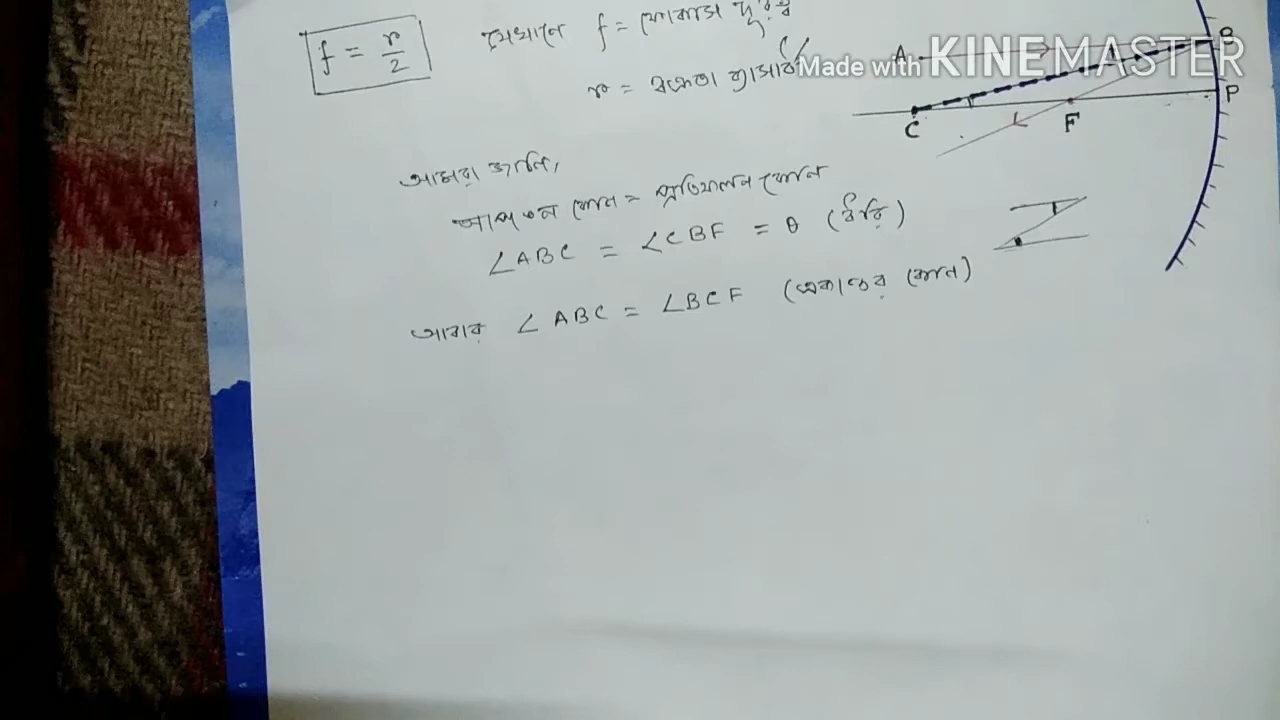 f = r/2
যেখানে f = ফোকাস দূরত্ব
r = বক্রতা ব্যাসার্ধ
Made with KINEMASTER
A
B
P
C
F
আমরা জানি,
আপতন কোন = প্রতিফলন কোন
∠ABC = ∠CBF = θ (ধরি)
আবার ∠ABC = ∠BCF (একান্তর কোন)